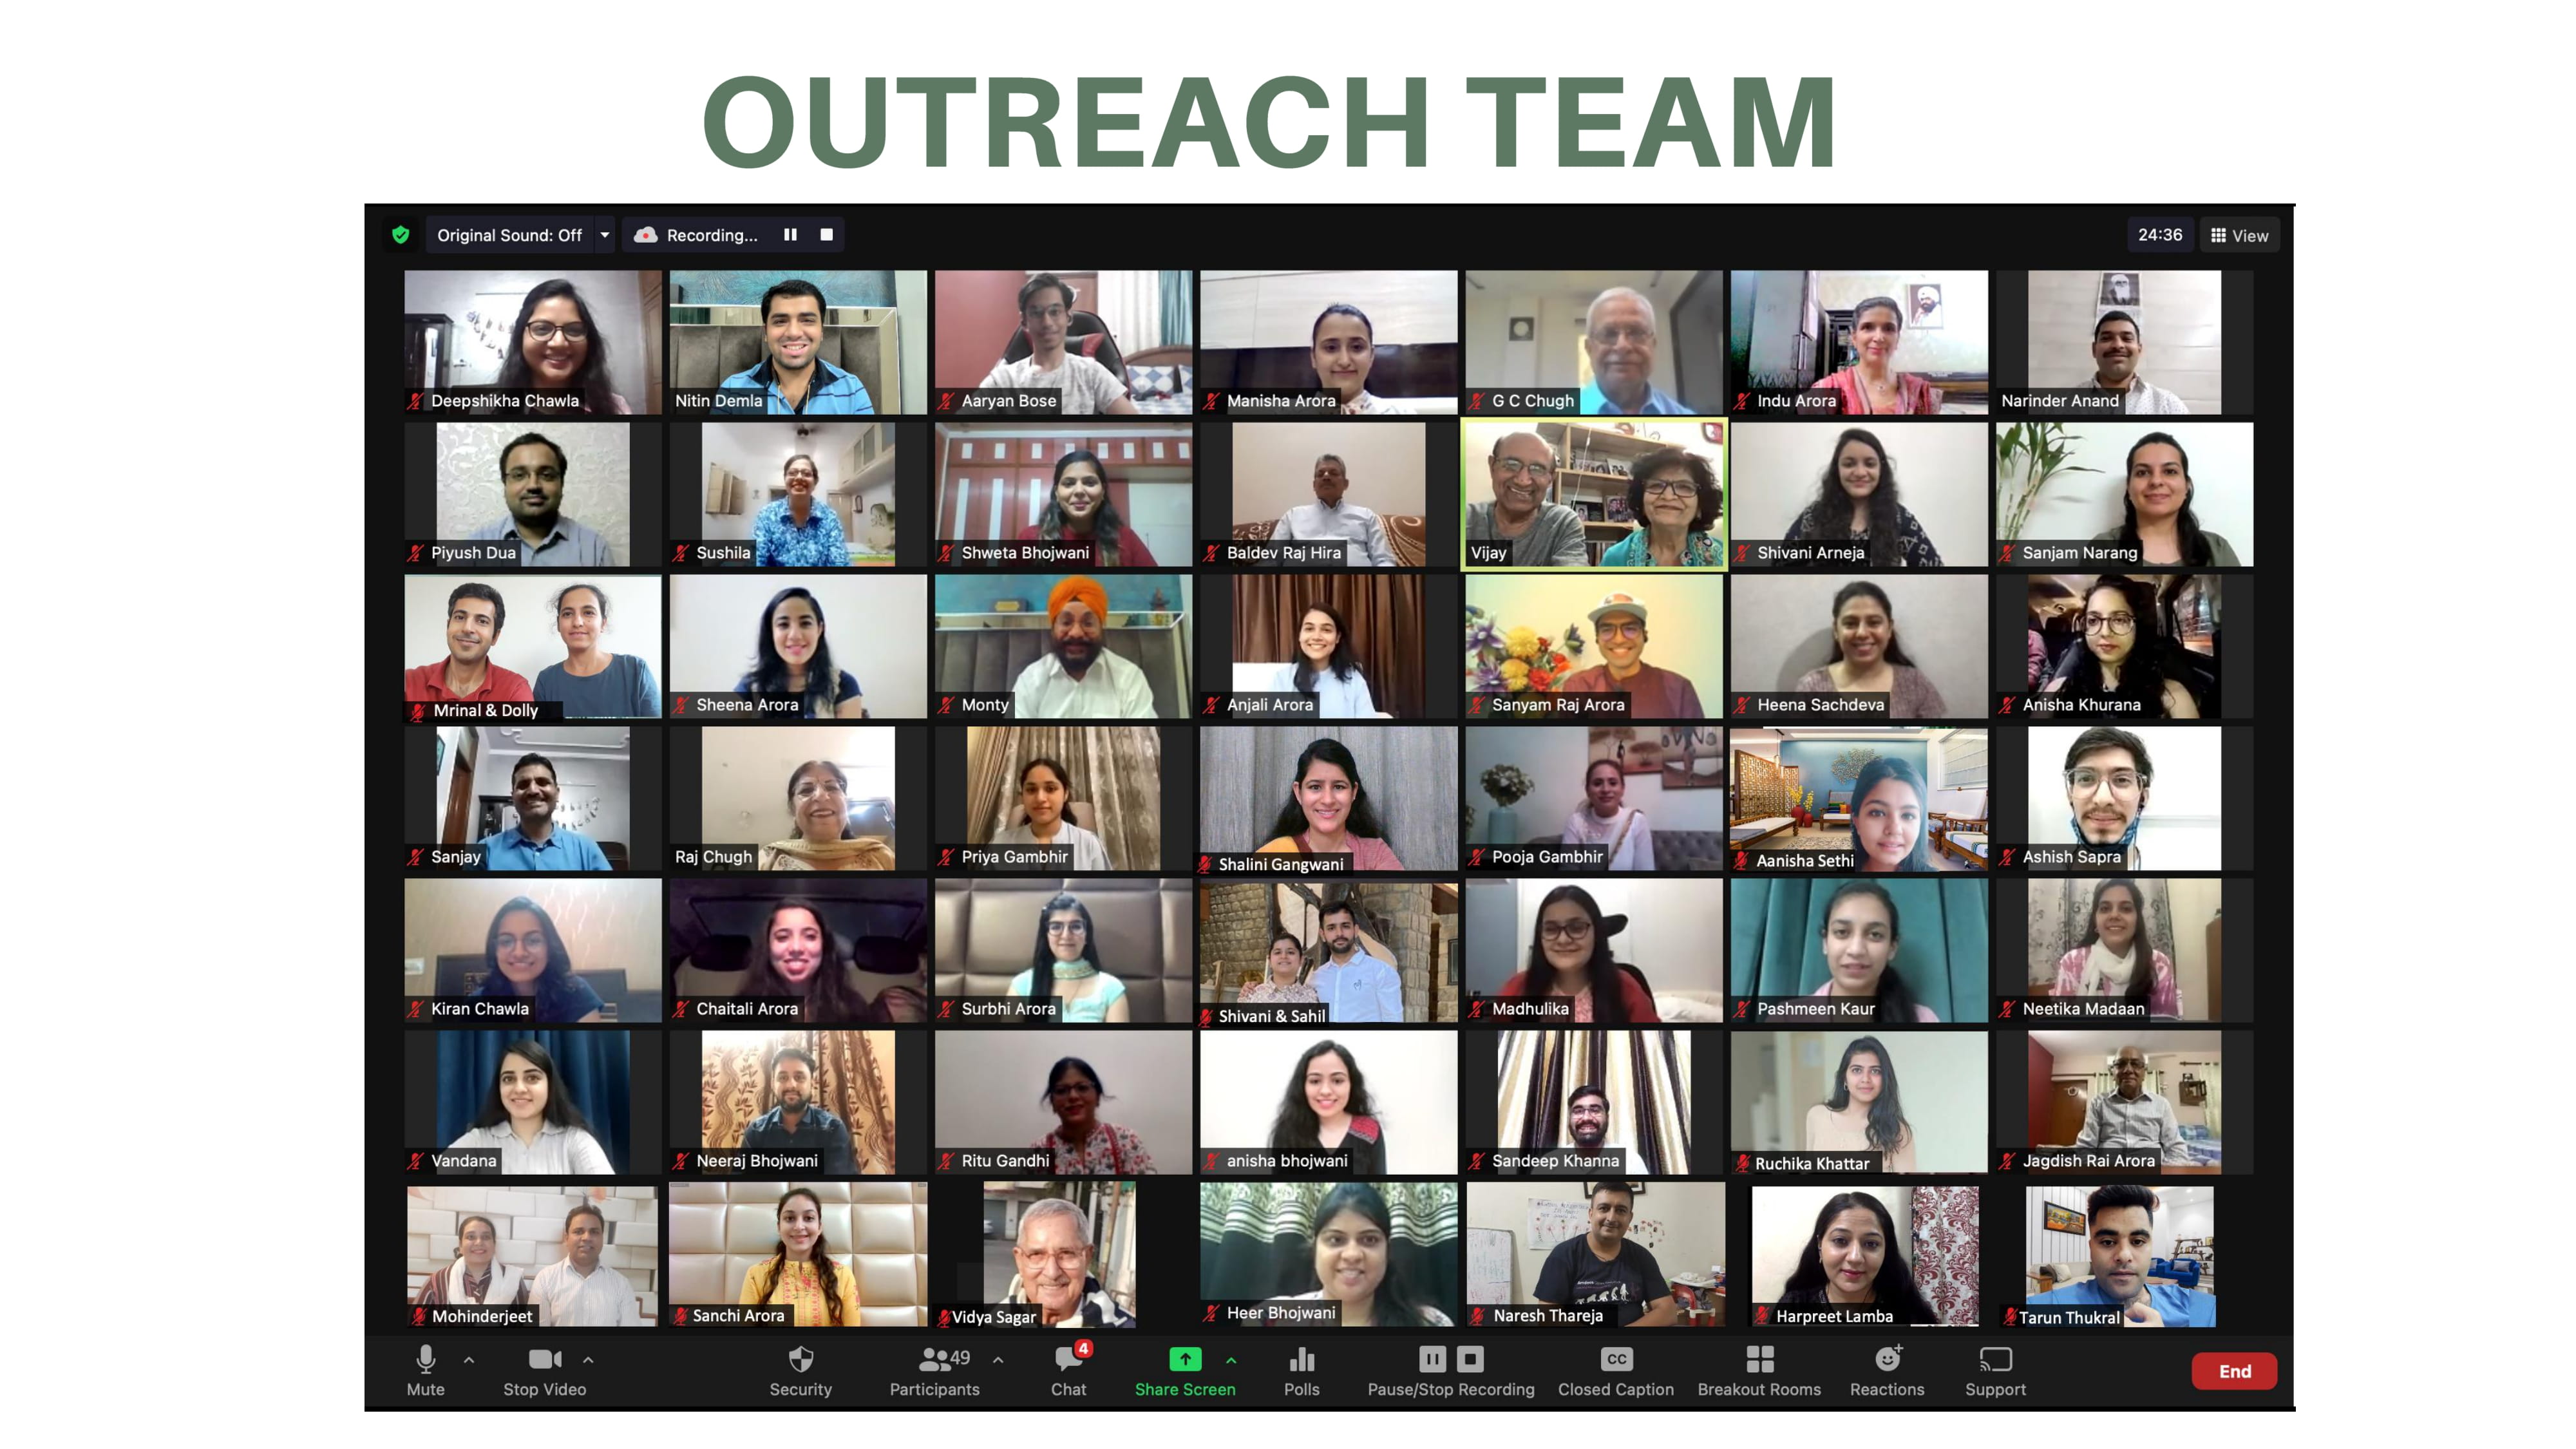 OUTREACH TEAM
Original Sound: Off
Recording...
24:36
View
Deepshikha Chawla
Nitin Demla
Aaryan Bose
Manisha Arora
G C Chugh
Indu Arora
Narinder Anand
Piyush Dua
Sushila
Shweta Bhojwani
Baldev Raj Hira
Vijay
Shivani Arneja
Sanjam Narang
Mrinal & Dolly
Sheena Arora
Monty
Anjali Arora
Sanyam Raj Arora
Heena Sachdeva
Anisha Khurana
Sanjay
Raj Chugh
Priya Gambhir
Shalini Gangwani
Pooja Gambhir
Aanisha Sethi
Ashish Sapra
Kiran Chawla
Chaitali Arora
Surbhi Arora
Shivani & Sahil
Madhulika
Pashmeen Kaur
Neetika Madaan
Vandana
Neeraj Bhojwani
Ritu Gandhi
anisha bhojwani
Sandeep Khanna
Ruchika Khattar
Jagdish Rai Arora
Mohinderjeet
Sanchi Arora
Vidya Sagar
Heer Bhojwani
Naresh Thareja
Harpreet Lamba
Tarun Thukral
Mute
Stop Video
Security
49
Participants
4
Chat
Share Screen
Polls
Pause/Stop Recording
CC
Closed Caption
Breakout Rooms
Reactions
Support
End